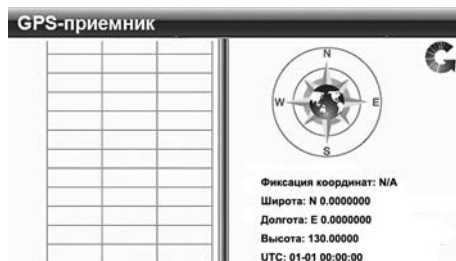 GPS-приемник
N
W E
S
Фиксация координат: N/A
Широта: N 0.0000000
Долгота: E 0.0000000
Высота: 130.00000
UTC: 01-01 00:00:00